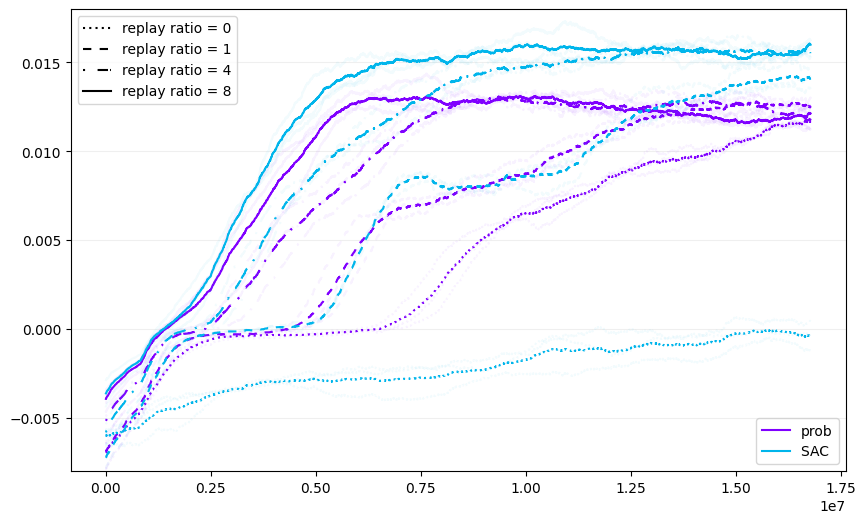 replay ratio = 0
replay ratio = 1
replay ratio = 4
replay ratio = 8
0.015
0.010
0.005
0.000
−0.005
prob
SAC
0.00 0.25 0.50 0.75 1.00 1.25 1.50 1.75
1e7